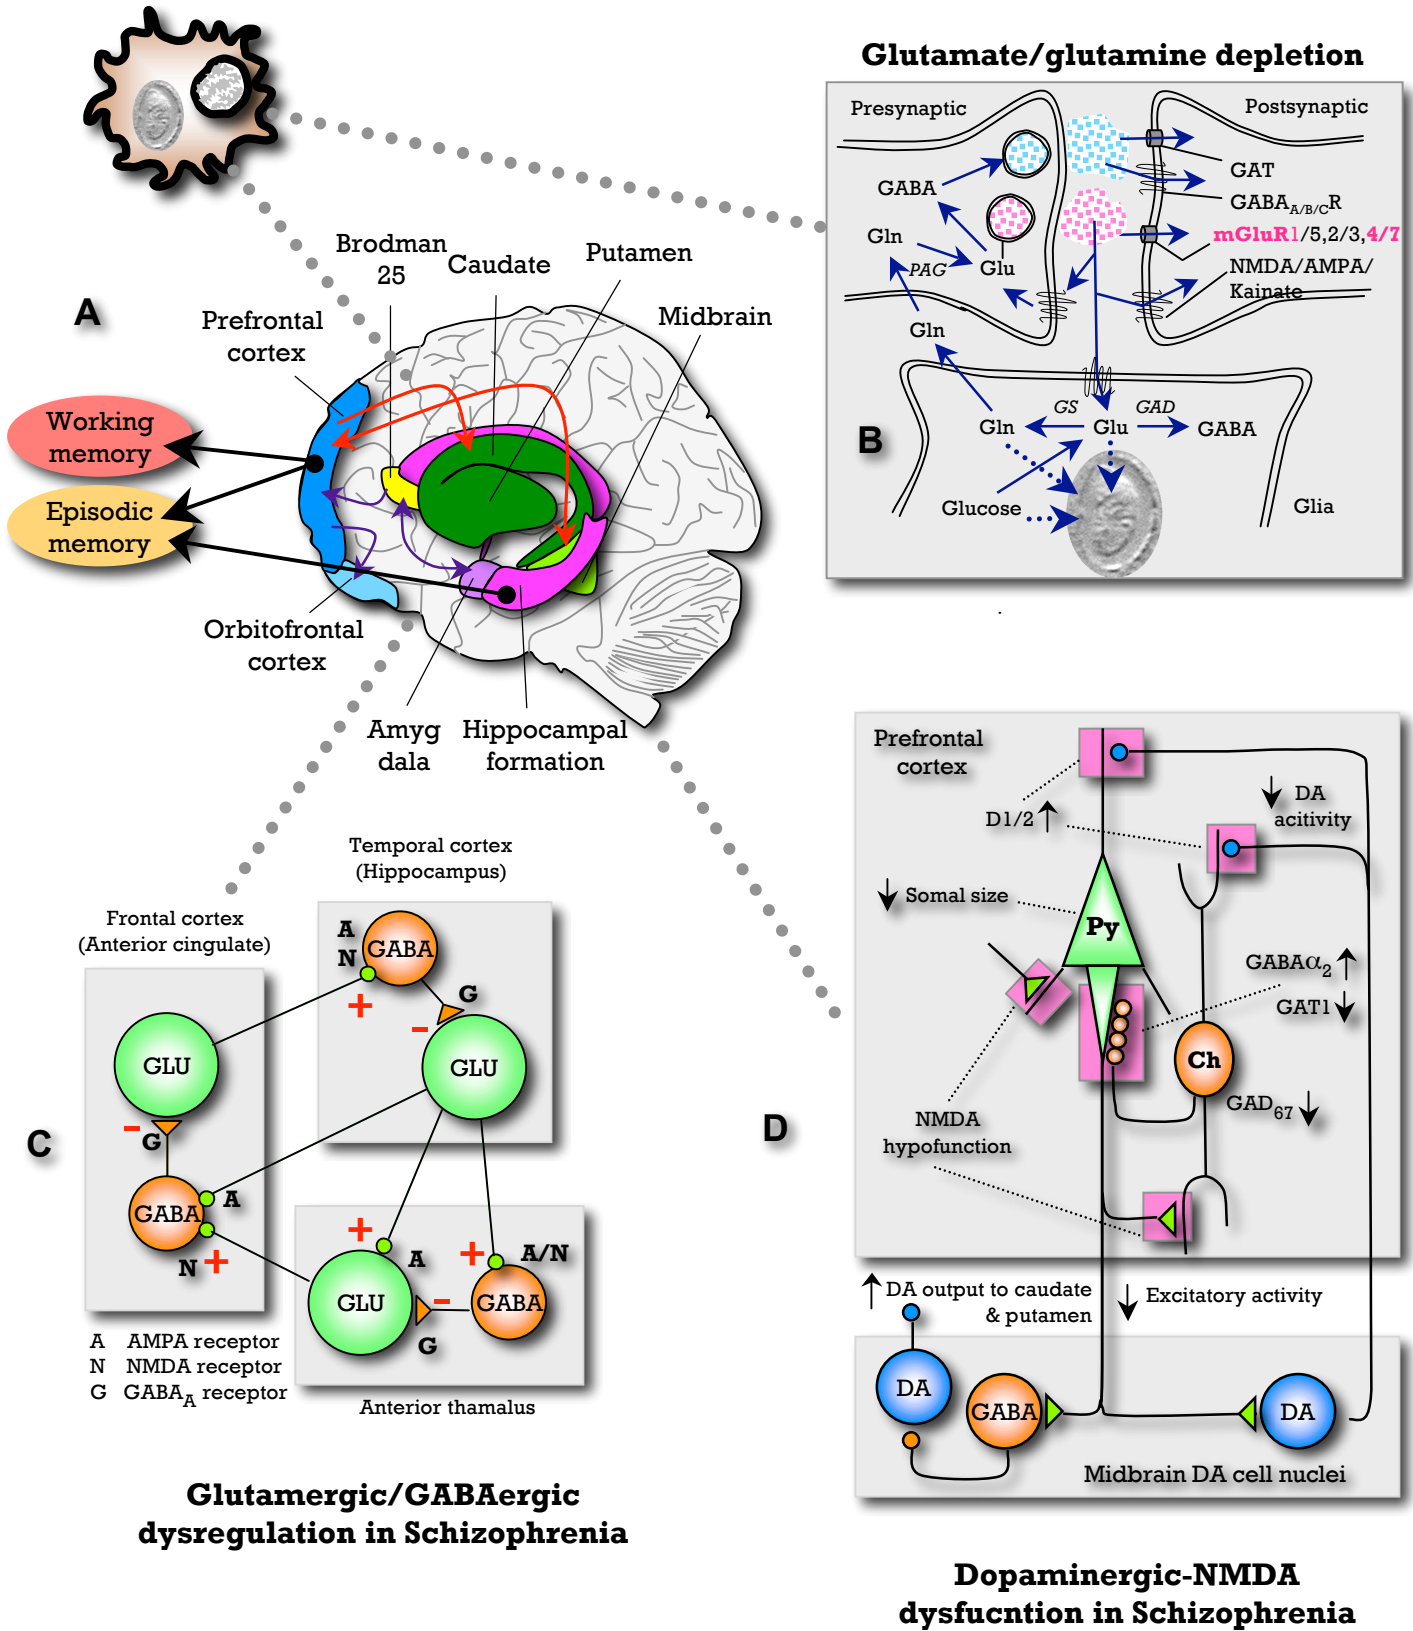 Glutamate/glutamine depletion
Presynaptic
Postsynaptic
GABA
Gln
PAG
Glu
Gln
GAT
GABAA/B/CR
mGluR1/5,2/3,4/7
NMDA/AMPA/
Kainate
GS
GAD
Gln
Glu
GABA
B
Glucose
Glia
A
Brodman
25
Caudate
Putamen
Midbrain
Prefrontal
cortex
Working
memory
Episodic
memory
Orbitofrontal
cortex
Amyg
dala
Hippocampal
formation
Temporal cortex
(Hippocampus)
Frontal cortex
(Anterior cingulate)
A
N
GABA
+
G
-
GLU
GLU
-
G
C
GABA
A
N
+
+
A
GLU
+
A/N
GABA
-
G
A AMPA receptor
N NMDA receptor
G GABAA receptor
Anterior thamalus
Glutamergic/GABAergic
dysregulation in Schizophrenia
Prefrontal
cortex
D1/2 ↑
↓ DA
acitivity
↓ Somal size
Py
GABAα2 ↑
GAT1 ↓
Ch
GAD67 ↓
NMDA
hypofunction
D
↑ DA output to caudate
& putamen
↓ Excitatory activity
DA
GABA
DA
Midbrain DA cell nuclei
Dopaminergic-NMDA
dysfucntion in Schizophrenia